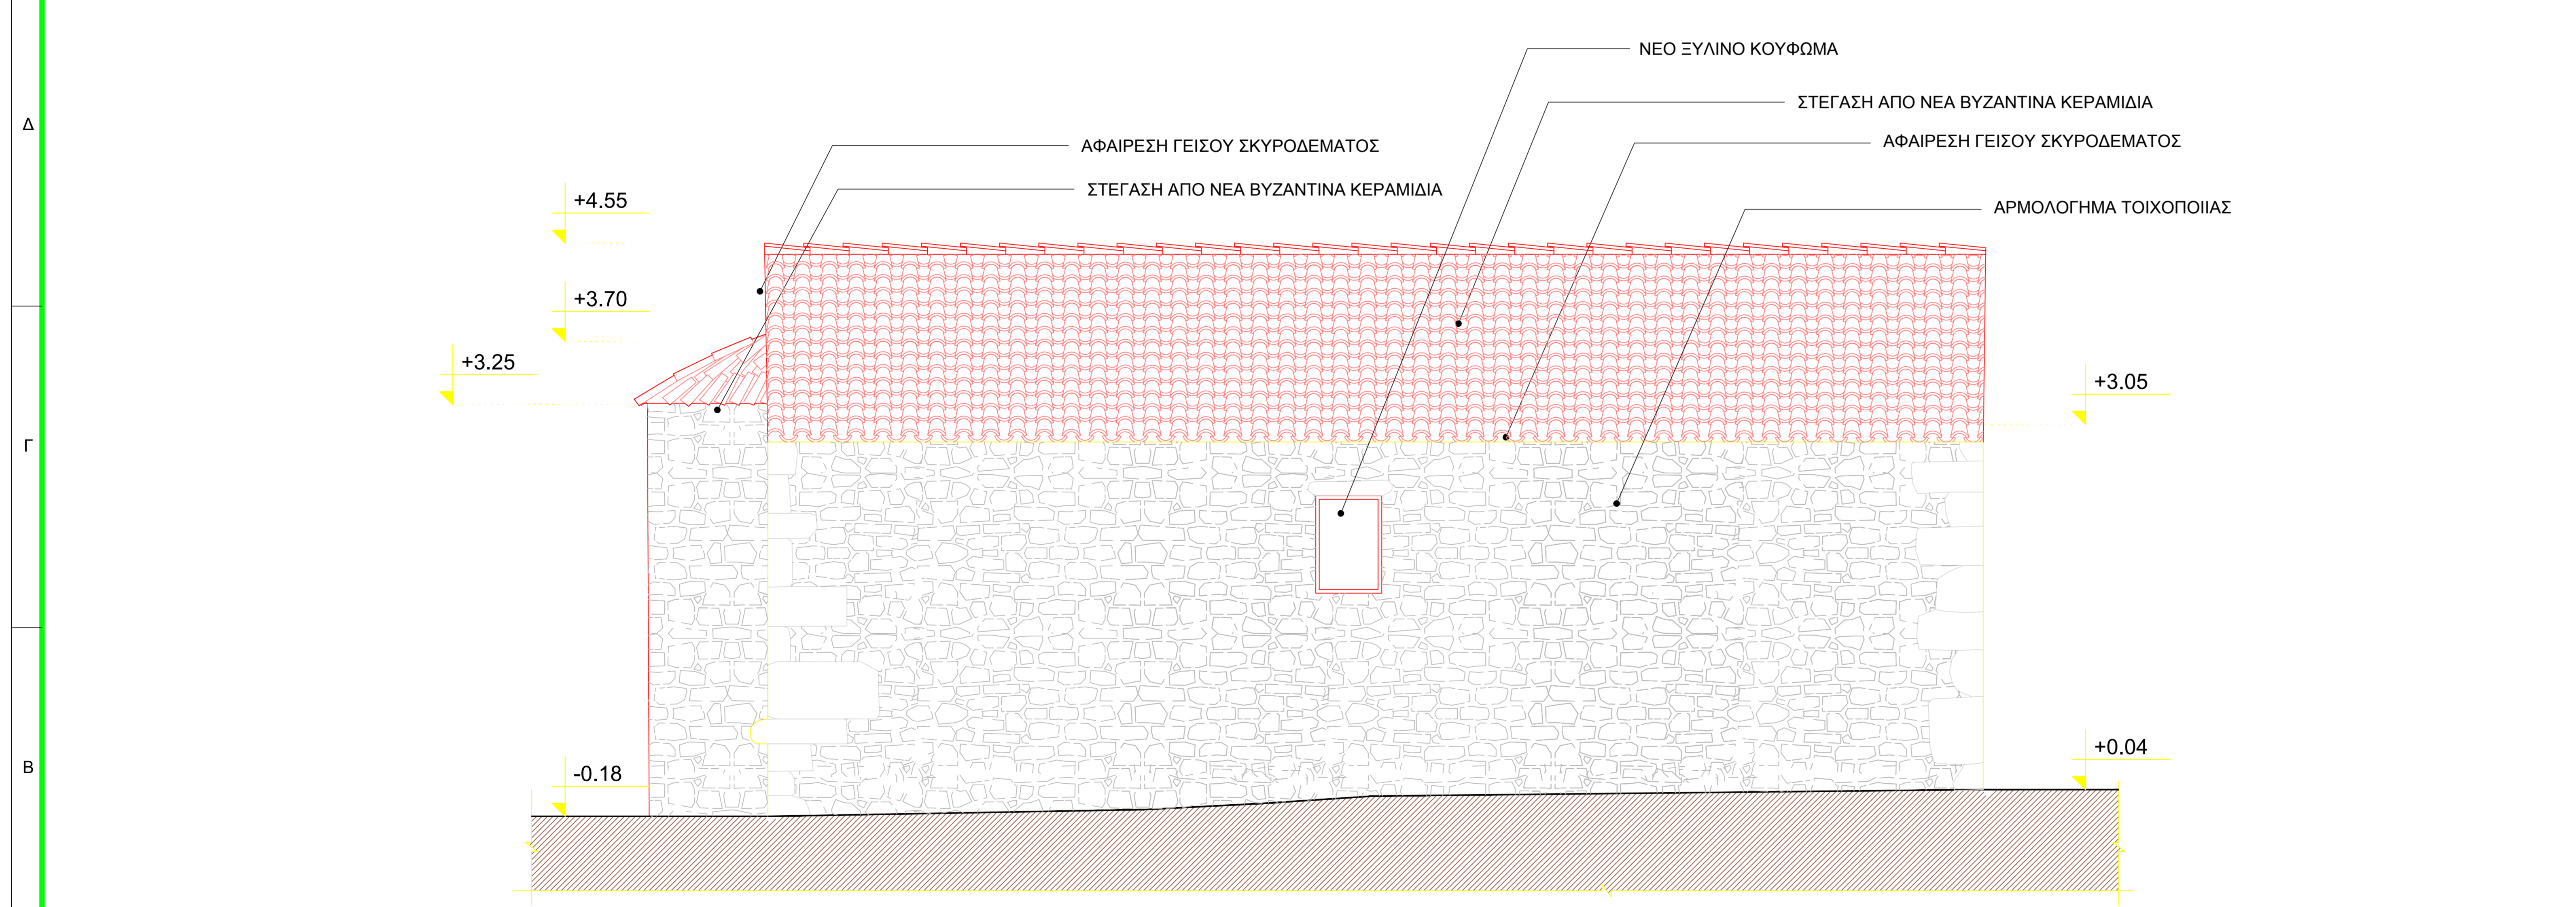 ΝΕΟ ΞΥΛΙΝΟ ΚΟΥΦΩΜΑ
ΣΤΕΓΑΣΗ ΑΠΟ ΝΕΑ ΒΥΖΑΝΤΙΝΑ ΚΕΡΑΜΙΔΙΑ
Δ
ΑΦΑΙΡΕΣΗ ΓΕΙΣΟΥ ΣΚΥΡΟΔΕΜΑΤΟΣ
ΑΦΑΙΡΕΣΗ ΓΕΙΣΟΥ ΣΚΥΡΟΔΕΜΑΤΟΣ
ΣΤΕΓΑΣΗ ΑΠΟ ΝΕΑ ΒΥΖΑΝΤΙΝΑ ΚΕΡΑΜΙΔΙΑ
+4.55
ΑΡΜΟΛΟΓΗΜΑ ΤΟΙΧΟΠΟΙΙΑΣ
+3.70
+3.25
+3.05
Γ
+0.04
Β
-0.18